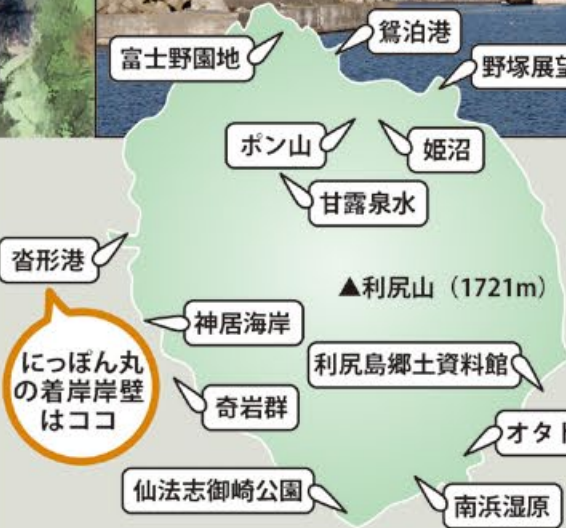 鴛泊港
富士野園地
野塚展望
ポン山
姫沼
甘露泉水
沓形港
▲利尻山（1721m）
神居海岸
にっぽん丸
の着岸岸壁
はココ
利尻島郷土資料館
奇岩群
オタド
仙法志御崎公園
南浜湿原